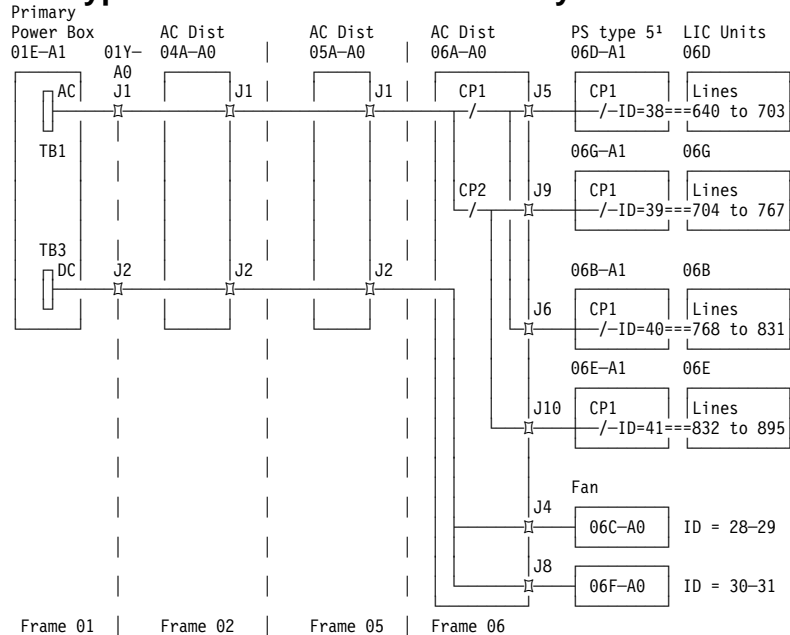 Primary
Power Box AC Dist AC Dist AC Dist PS type 5¹ LIC Units
01E—A1 01Y— 04A—A0 05A—A0 06A—A0 06D—A1 06D
A0
AC J1 J1 J1 CP1 J5 CP1 Lines
ID=38===640 to 703
TB1 06G—A1 06G
CP2 J9 CP1 Lines
ID=39===704 to 767
TB3
DC J2 J2 J2 06B—A1 06B
J6 CP1 Lines
ID=40===768 to 831
06E—A1 06E
J10 CP1 Lines
ID=41===832 to 895
Fan
J4
06C—A0 ID = 28—29
J8
06F—A0 ID = 30—31
Frame 01 Frame 02 Frame 05 Frame 06